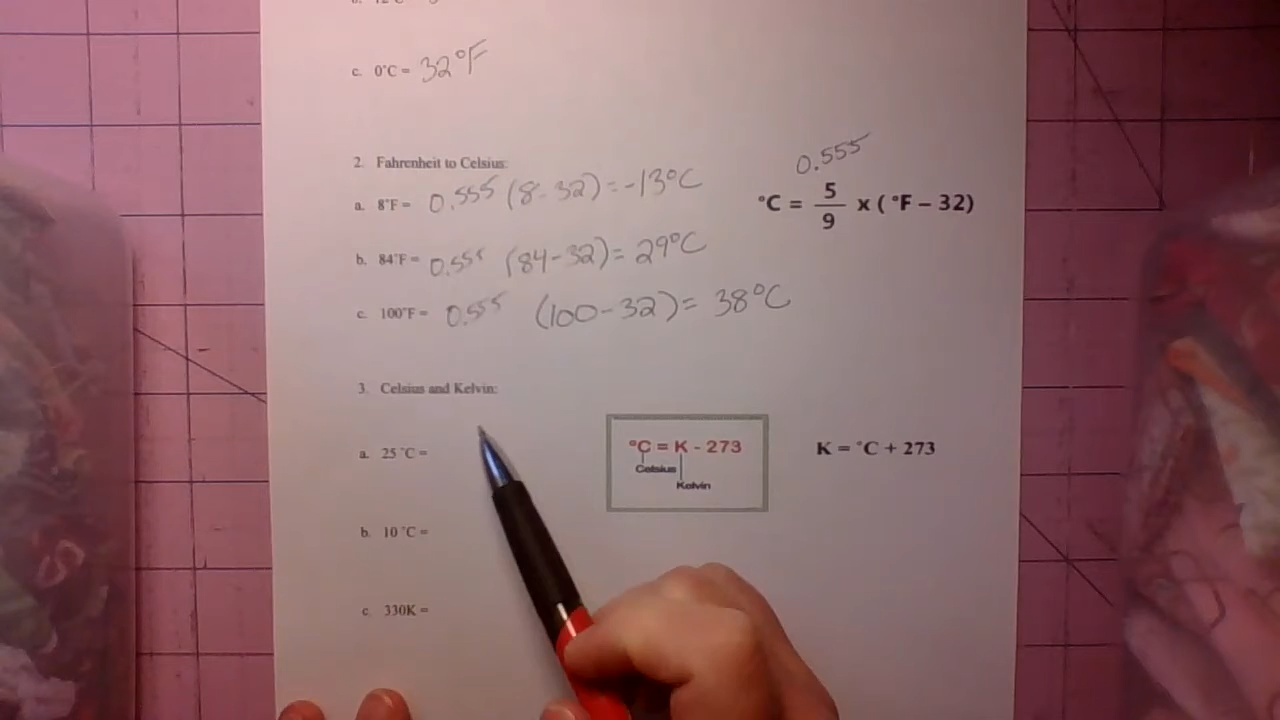 c. 0°C = 32°F
2. Fahrenheit to Celsius:
0.555
a. 8°F = 0.555 (8-32) = -13°C
°C = 5/9 x (°F – 32)
b. 84°F = 0.555 (84-32) = 29°C
c. 100°F = 0.555 (100-32) = 38°C
3. Celsius and Kelvin:
a. 25 °C =
°C = K - 273
Celsius
Kelvin
K = °C + 273
b. 10 °C =
c. 330K =